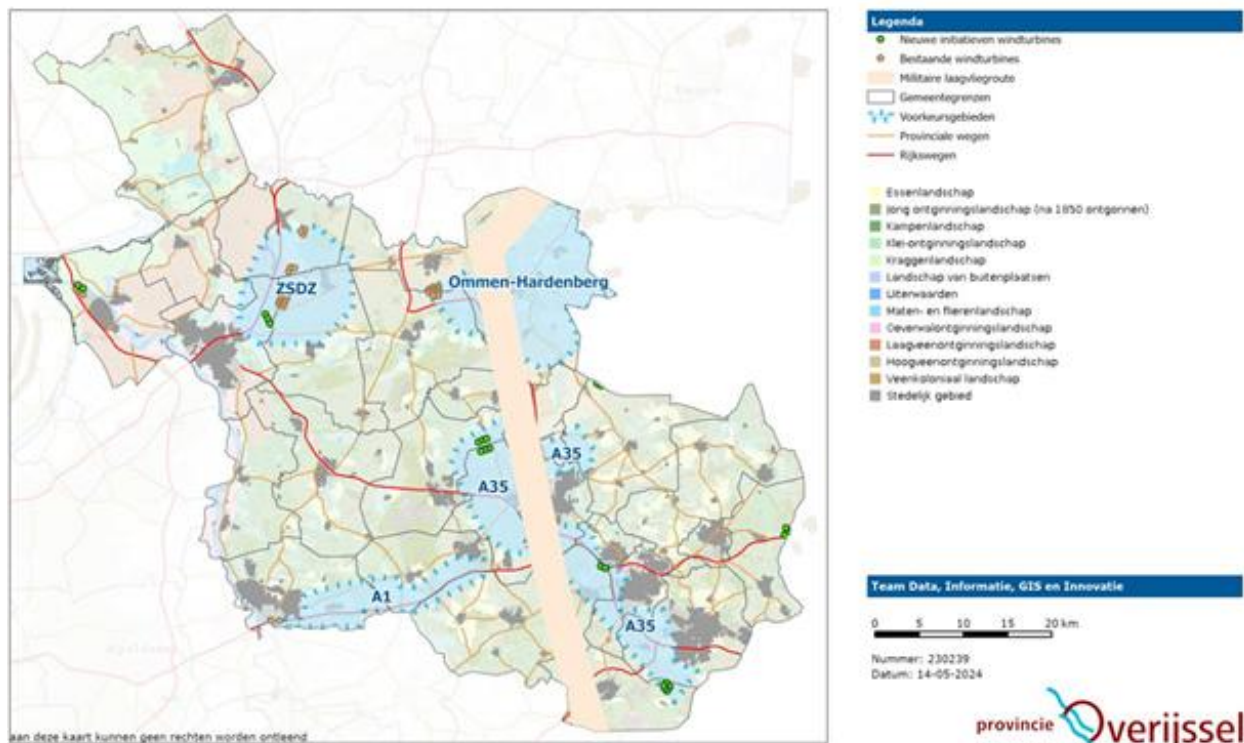 ZSDZ
Ommen-Hardenberg
A35
A35
A1
A35
aan deze kaart kunnen geen rechten worden ontleend
Legenda
Nieuwe initiatieven windturbines
Bestaande windturbines
Militaire laagvliegroute
Gemeentegrenzen
Voorkeursgebieden
Provinciale wegen
Rijkswegen
Essenlandschap
Jong ontginningslandschap (na 1850 ontgonnen)
Kampenlandschap
Klei-ontginningslandschap
Kraggenlandschap
Landschap van buitenplaatsen
Uiterwaarden
Maten- en flierenlandschap
Oeverwalontginningslandschap
Laagveenontginningslandschap
Hoogveenontginningslandschap
Veenkoloniaal landschap
Stedelijk gebied
Team Data, Informatie, GIS en Innovatie
0 5 10 15 20 km
Nummer: 230239
Datum: 14-05-2024
provincie Overijssel